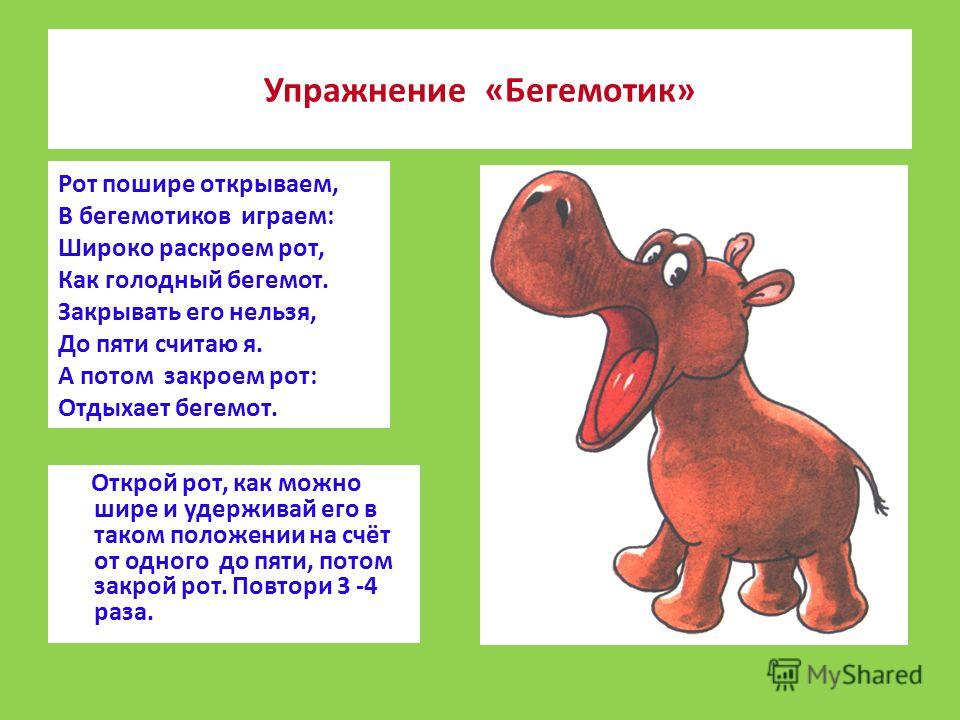 Упражнение «Бегемотик»
Рот пошире открываем,
В бегемотиков играем:
Широко раскроем рот,
Как голодный бегемот.
Закрывать его нельзя,
До пяти считаю я.
А потом закроем рот:
Отдыхает бегемот.
Открой рот, как можно
шире и удерживай его в
таком положении на счёт
от одного до пяти, потом
закрой рот. Повтори 3 -4
раза.
MyShared